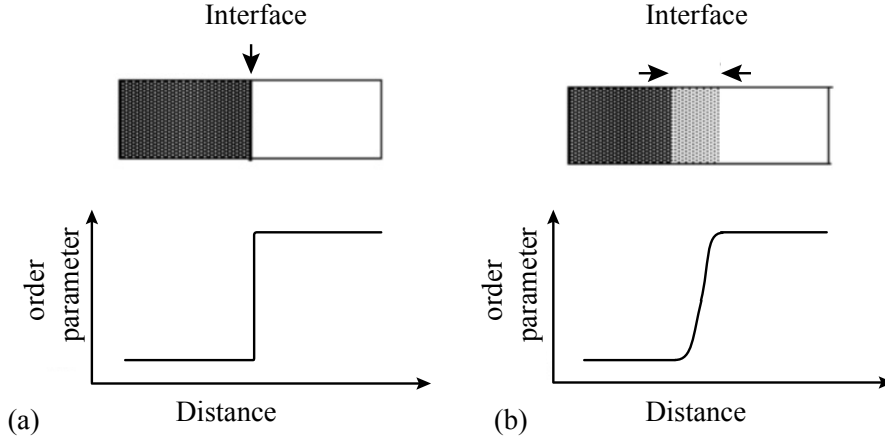 Interface
order
parameter
Distance
(a)
Interface
order
parameter
Distance
(b)